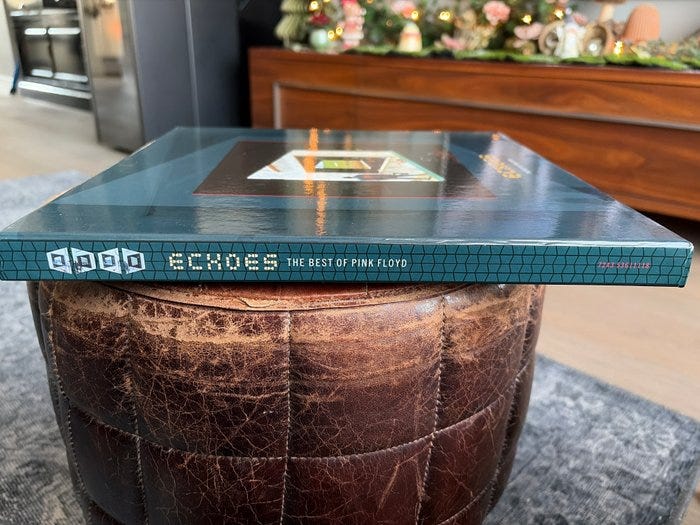 ECHOES THE BEST OF PINK FLOYD